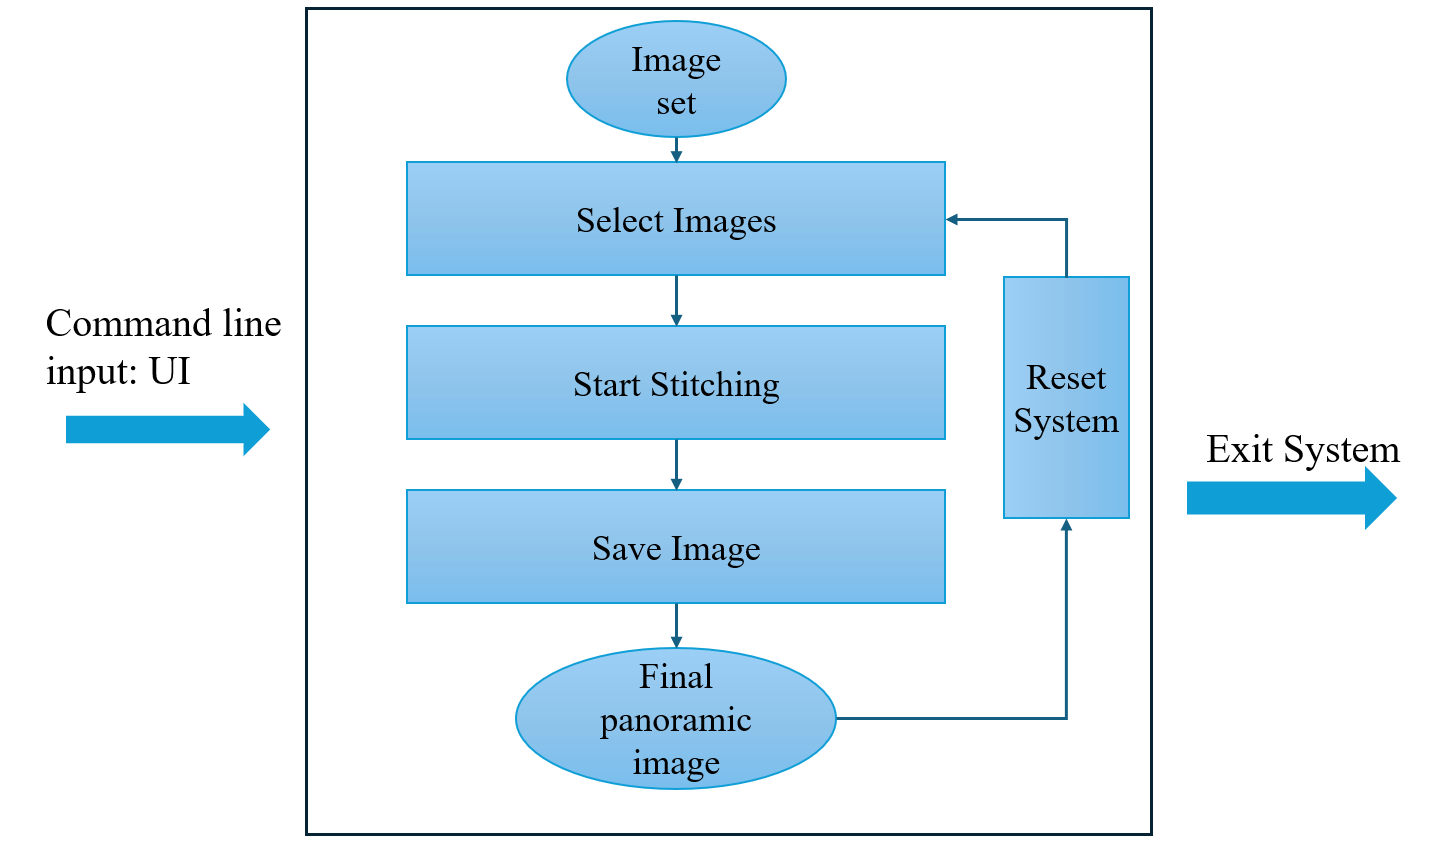 Image
set
Select Images
Command line
input: UI
Start Stitching
Reset
System
Exit System
Save Image
Final
panoramic
image